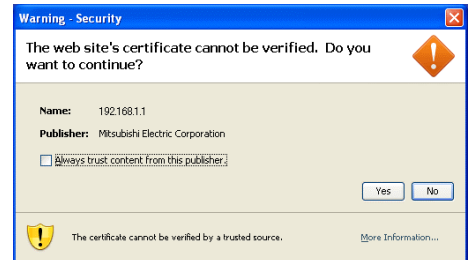 Warning - Security
The web site's certificate cannot be verified. Do you
want to continue?
Name: 192.168.1.1
Publisher: Mitsubishi Electric Corporation
Always trust content from this publisher.
Yes No
The certificate cannot be verified by a trusted source. More Information...